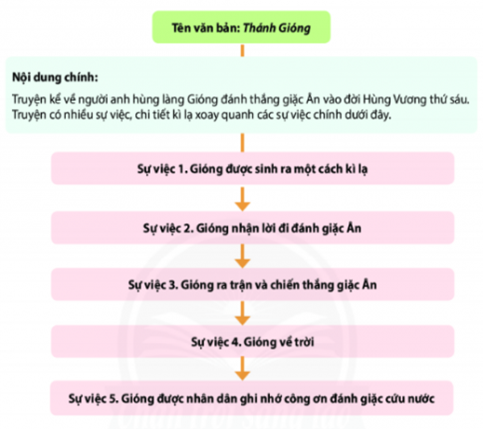 Tên văn bản: Thánh Gióng
Nội dung chính:
Truyện kể về người anh hùng làng Gióng đánh thắng giặc Ân vào đời Hùng Vương thứ sáu.
Truyện có nhiều sự việc, chi tiết kì lạ xoay quanh các sự việc chính dưới đây.
Sự việc 1. Gióng được sinh ra một cách kì lạ
Sự việc 2. Gióng nhận lời đi đánh giặc Ân
Sự việc 3. Gióng ra trận và chiến thắng giặc Ân
Sự việc 4. Gióng về trời
Sự việc 5. Gióng được nhân dân ghi nhớ công ơn đánh giặc cứu nước